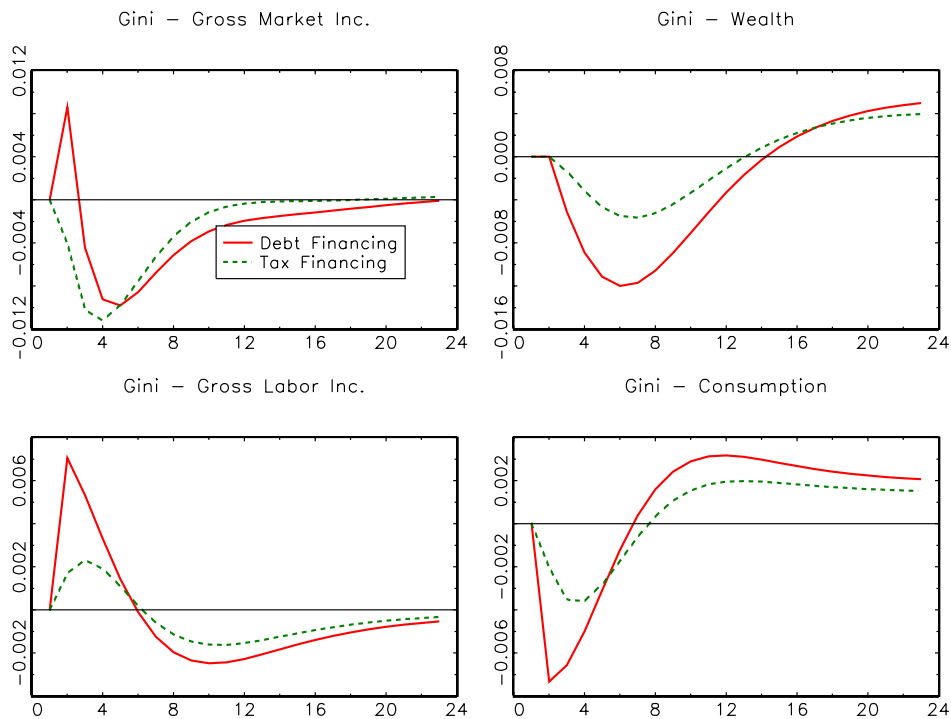 Gini – Gross Market Inc.
0.012
0.004
−0.004
−0.012
0 4 8 12 16 20 24
Debt Financing
Tax Financing
Gini – Wealth
0.008
0.000
−0.008
−0.016
0 4 8 12 16 20 24
Gini – Gross Labor Inc.
0.006
0.002
−0.002
0 4 8 12 16 20 24
Gini – Consumption
0.002
−0.002
−0.006
0 4 8 12 16 20 24